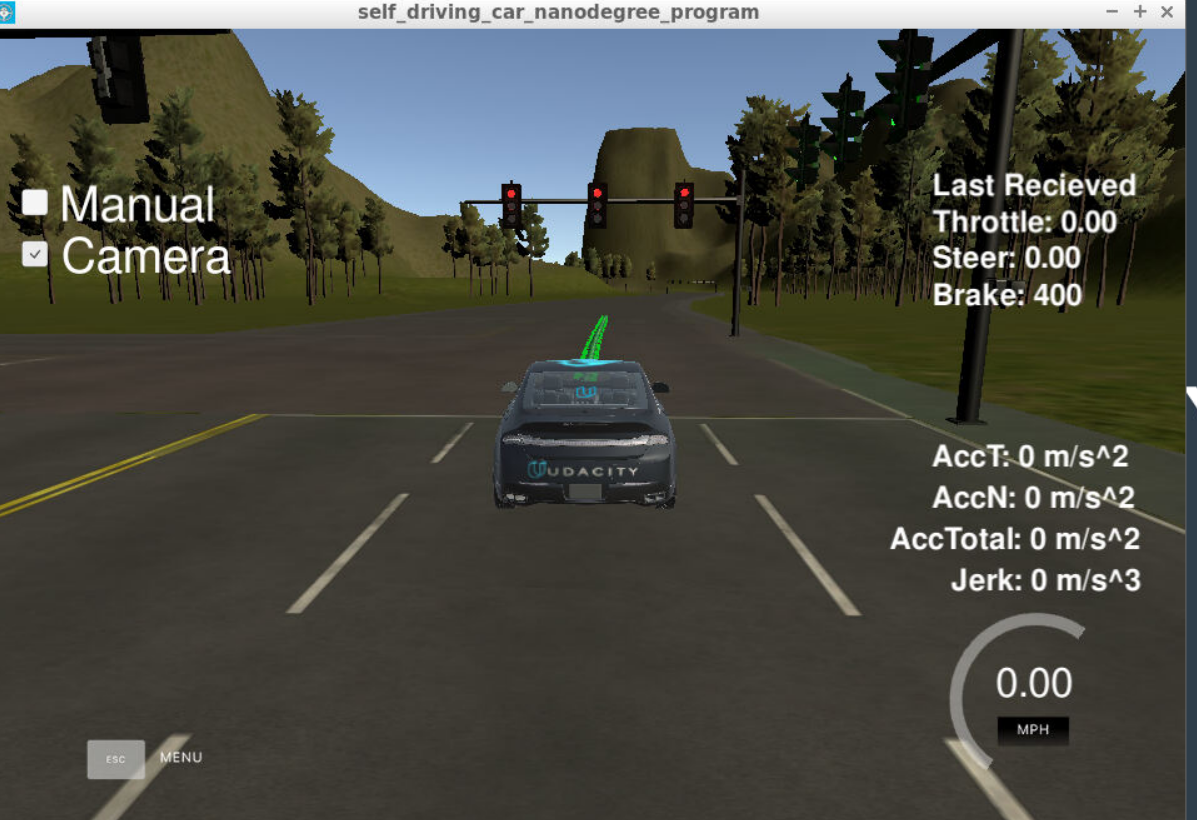 self_driving_car_nanodegree_program
Manual
Camera
Last Recieved
Throttle: 0.00
Steer: 0.00
Brake: 400
UDACITY
AccT: 0 m/s^2
AccN: 0 m/s^2
AccTotal: 0 m/s^2
Jerk: 0 m/s^3
0.00
MPH
ESC MENU